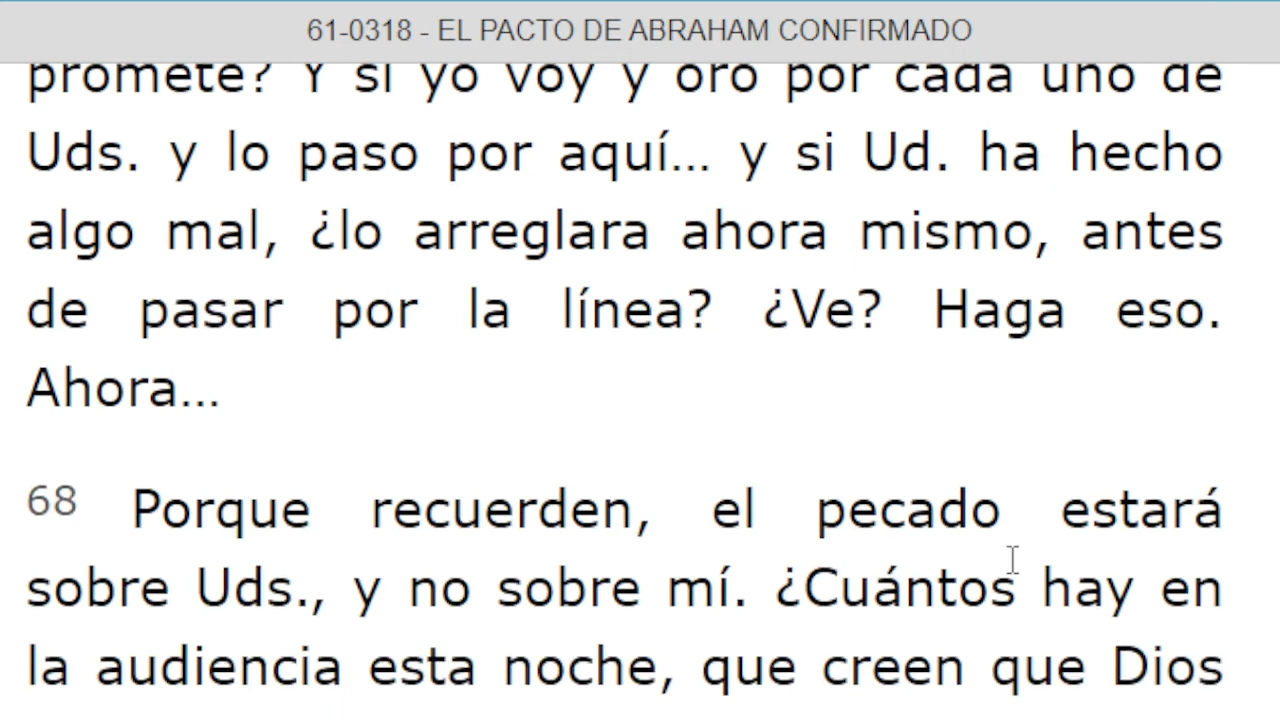 61-0318 - EL PACTO DE ABRAHAM CONFIRMADO
promete? Y si yo voy y oro por cada uno de
Uds. y lo paso por aquí... y si Ud. ha hecho
algo mal, ¿lo arreglara ahora mismo, antes
de pasar por la línea? ¿Ve? Haga eso.
Ahora...
68 Porque recuerden, el pecado estará
sobre Uds., y no sobre mí. ¿Cuántos hay en
la audiencia esta noche, que creen que Dios